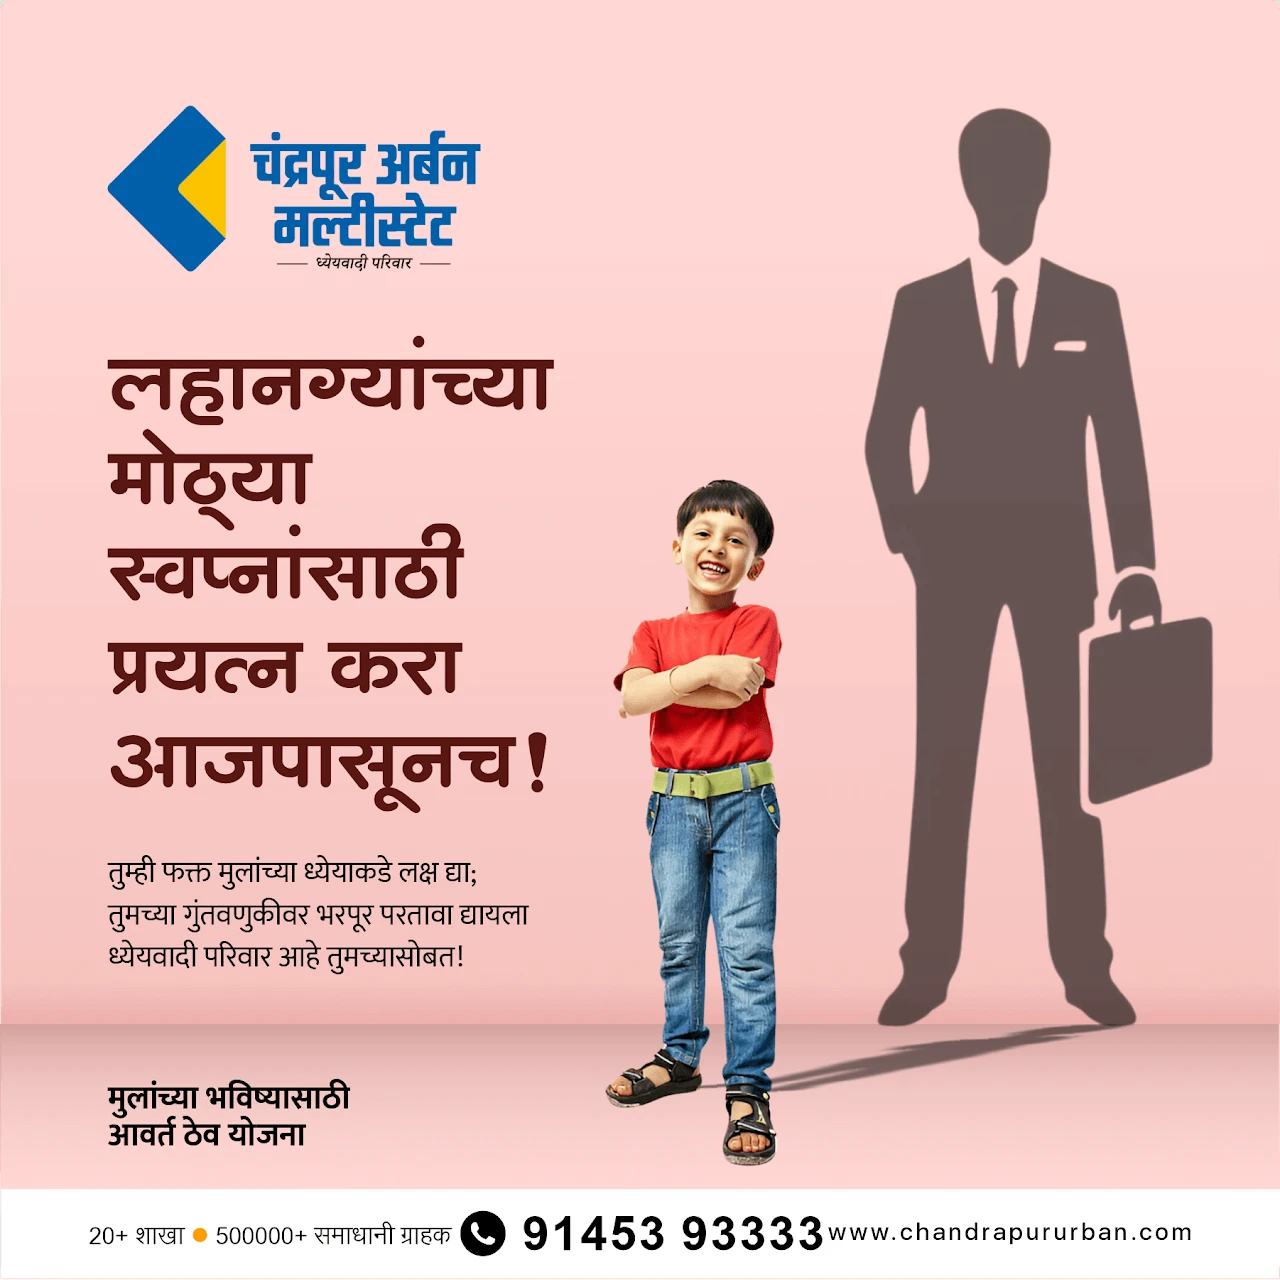 चंद्रपूर अर्बन
मल्टीस्टेट
ध्येयवादी परिवार
लहानग्यांच्या
मोठ्या
स्वप्नांसाठी
प्रयत्न करा
आजपासूनच!
तुम्ही फक्त मुलांच्या ध्येयाकडे लक्ष द्या;
तुमच्या गुंतवणुकीवर भरपूर परतावा द्यायला
ध्येयवादी परिवार आहे तुमच्यासोबत!
मुलांच्या भविष्यासाठी
आवर्त ठेव योजना
20+ शाखा • 500000+ समाधानी ग्राहक 91453 93333 www.chandrapururban.com